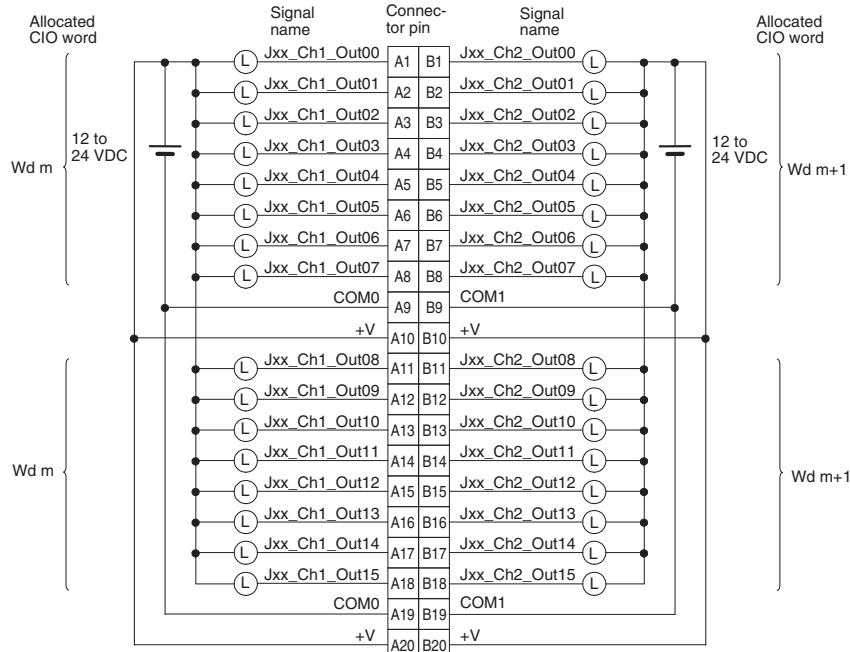 Allocated CIO word
Signal name
Connec- tor pin
Signal name
Allocated CIO word
Jxx_Ch1_Out00 A1 B1 Jxx_Ch2_Out00
L L
Jxx_Ch1_Out01 A2 B2 Jxx_Ch2_Out01
L L
Jxx_Ch1_Out02 A3 B3 Jxx_Ch2_Out02
L L
12 to 24 VDC
Jxx_Ch1_Out03 A4 B4 Jxx_Ch2_Out03
L L
12 to 24 VDC
Wd m
Wd m+1
Jxx_Ch1_Out04 A5 B5 Jxx_Ch2_Out04
L L
Jxx_Ch1_Out05 A6 B6 Jxx_Ch2_Out05
L L
Jxx_Ch1_Out06 A7 B7 Jxx_Ch2_Out06
L L
Jxx_Ch1_Out07 A8 B8 Jxx_Ch2_Out07
L L
COM0 A9 B9 COM1
+V A10 B10 +V
Jxx_Ch1_Out08 A11 B11 Jxx_Ch2_Out08
L L
Jxx_Ch1_Out09 A12 B12 Jxx_Ch2_Out09
L L
Jxx_Ch1_Out10 A13 B13 Jxx_Ch2_Out10
L L
Jxx_Ch1_Out11 A14 B14 Jxx_Ch2_Out11
L L
Wd m
Wd m+1
Jxx_Ch1_Out12 A15 B15 Jxx_Ch2_Out12
L L
Jxx_Ch1_Out13 A16 B16 Jxx_Ch2_Out13
L L
Jxx_Ch1_Out14 A17 B17 Jxx_Ch2_Out14
L L
Jxx_Ch1_Out15 A18 B18 Jxx_Ch2_Out15
L L
COM0 A19 B19 COM1
+V A20 B20 +V